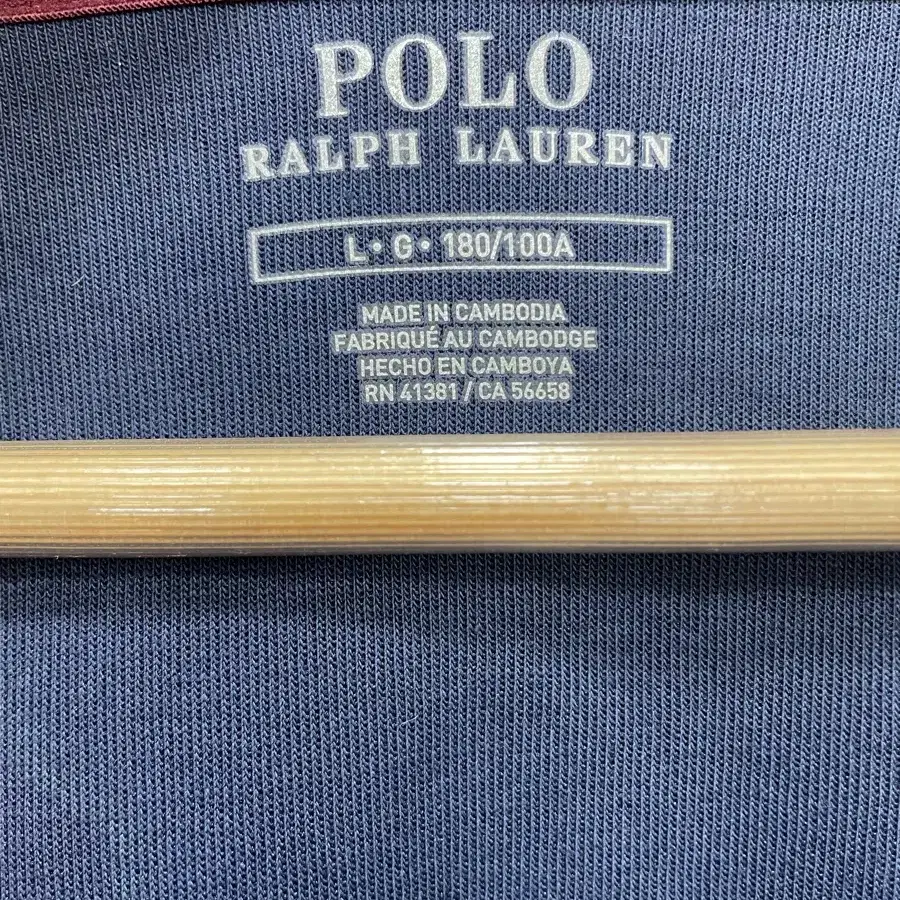 POLO
RALPH LAUREN
L • G • 180/100A
MADE IN CAMBODIA
FABRIQUÉ AU CAMBODGE
HECHO EN CAMBOYA
RN 41381 / CA 56658